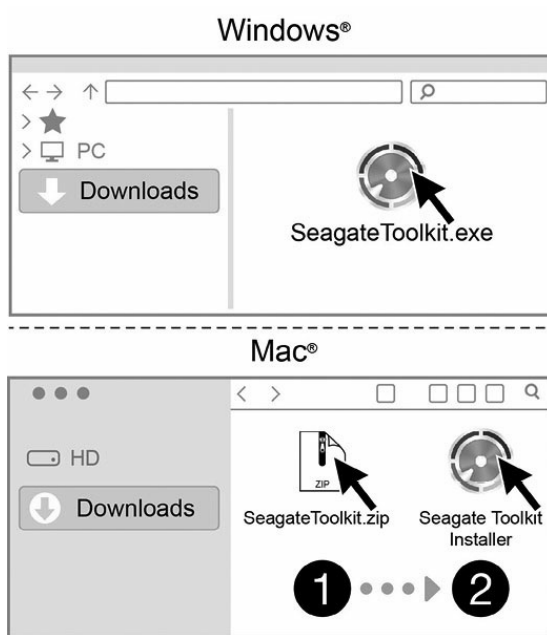 Windows®
PC
Downloads
SeagateToolkit.exe
Mac®
HD
Downloads
ZIP
SeagateToolkit.zip
Seagate Toolkit
Installer
1
2